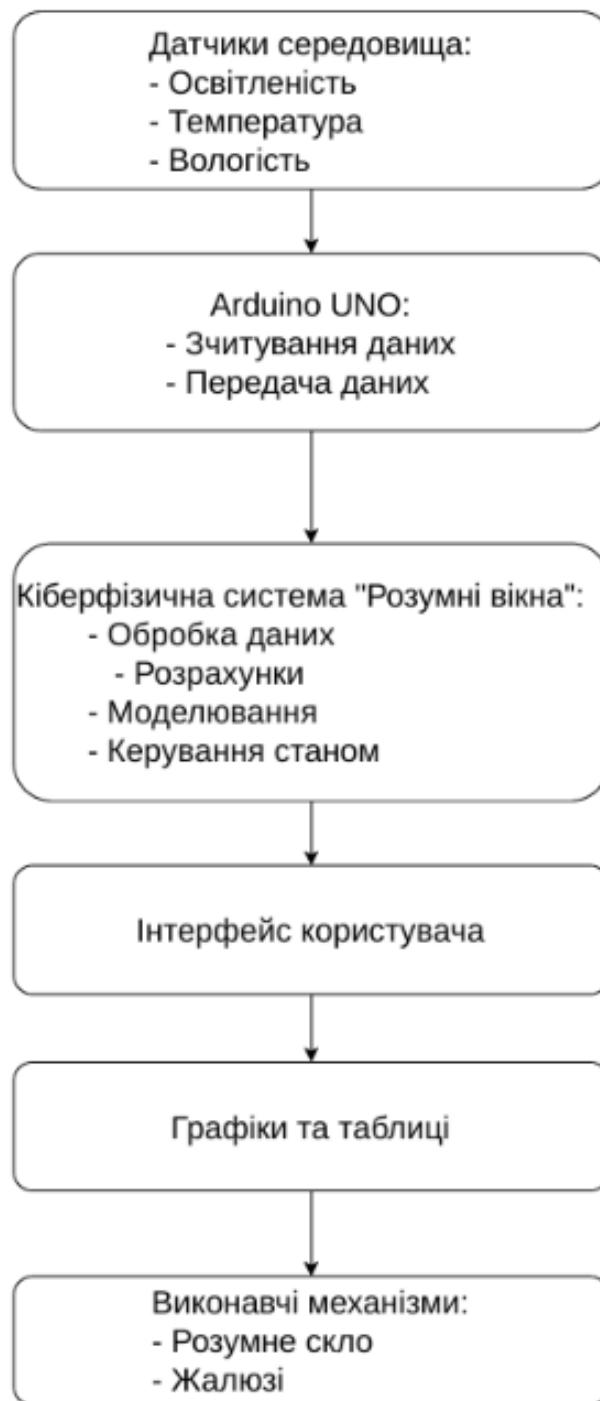 Датчики середовища:
- Освітленість
- Температура
- Вологість
Arduino UNO:
- Зчитування даних
- Передача даних
Кіберфізична система "Розумні вікна":
- Обробка даних
- Розрахунки
- Моделювання
- Керування станом
Інтерфейс користувача
Графіки та таблиці
Виконавчі механізми:
- Розумне скло
- Жалюзі